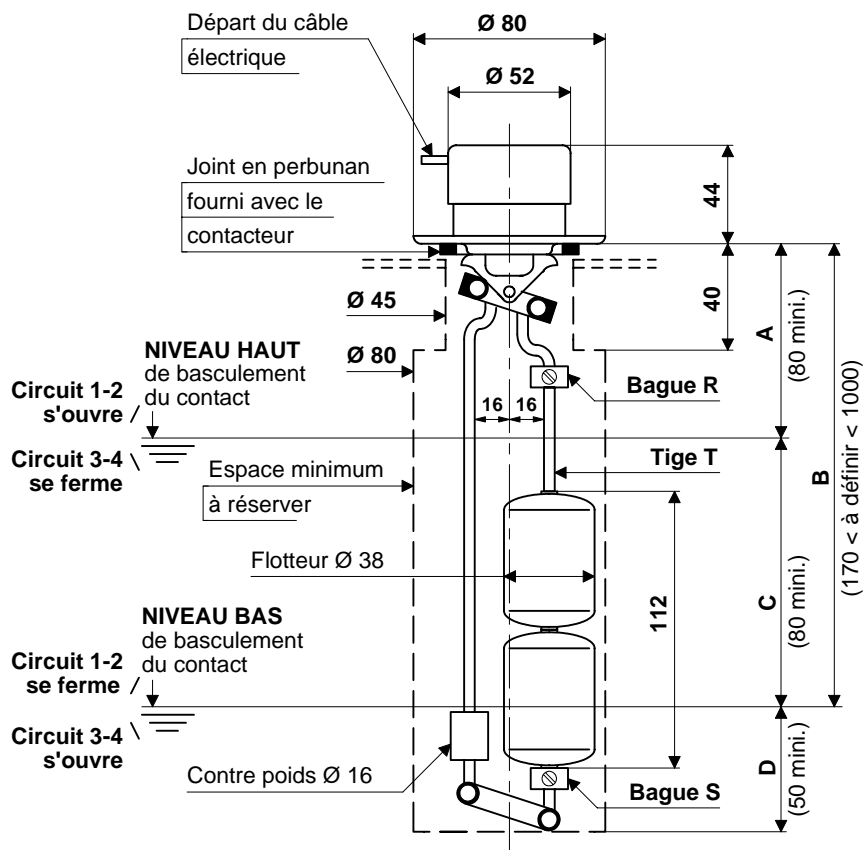 Départ du câble
électrique
Ø 80
Ø 52
Joint en perbunan
fourni avec le
contacteur
44
40
A
(80 mini.)
Ø 45
Ø 80
NIVEAU HAUT
de basculement
du contact
Circuit 1-2
s'ouvre
Circuit 3-4
se ferme
16
16
Bague R
Tige T
B
(170 < à définir < 1000)
Espace minimum
à réserver
Flotteur Ø 38
112
C
(80 mini.)
NIVEAU BAS
de basculement
du contact
Circuit 1-2
se ferme
Circuit 3-4
s'ouvre
Contre poids Ø 16
Bague S
D
(50 mini.)